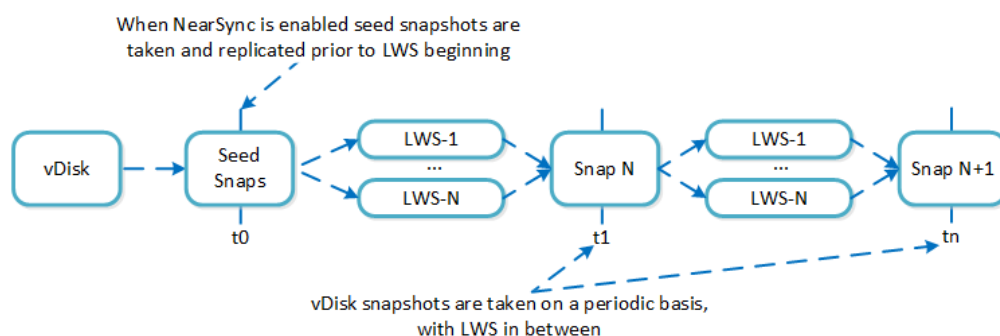 When NearSync is enabled seed snapshots are
taken and replicated prior to LWS beginning
vDisk
Seed
Snaps
LWS-1
...
LWS-N
Snap N
LWS-1
...
LWS-N
Snap N+1
t0
t1
tn
vDisk snapshots are taken on a periodic basis,
with LWS in between